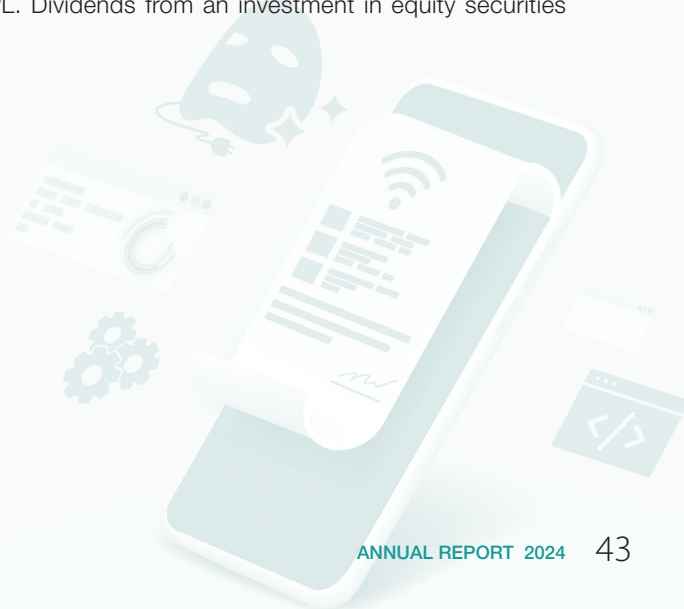 L. Dividends from an investment in equity securities
</>
ANNUAL REPORT 2024 43